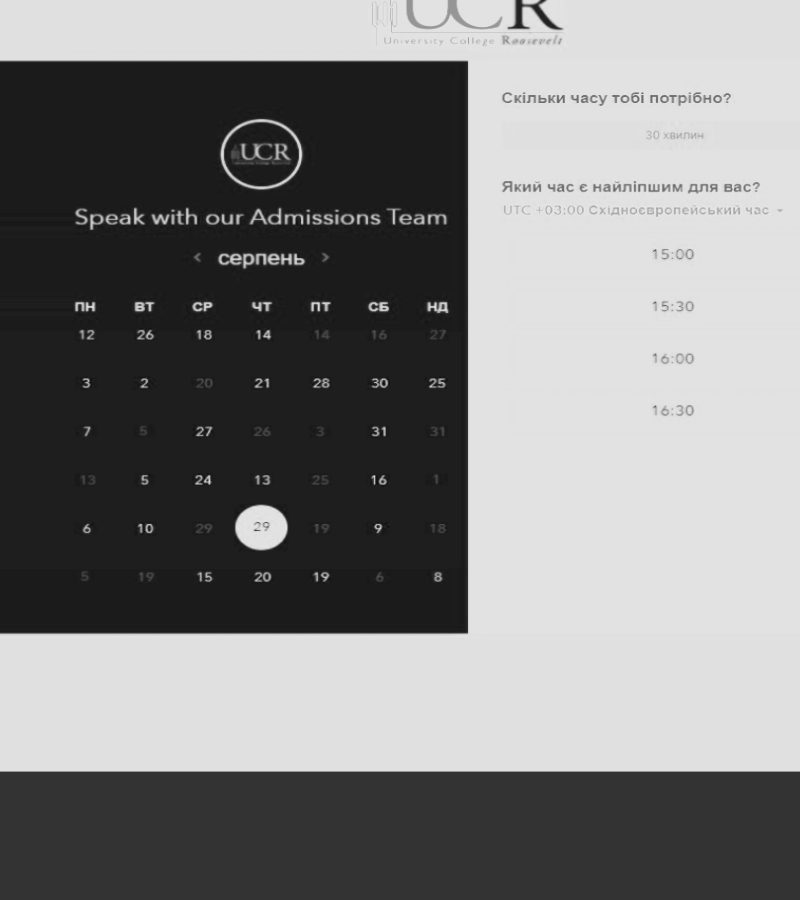 UCR
University College Roosevelt
UCR
Speak with our Admissions Team
< серпень >
ПН ВТ СР ЧТ ПТ СБ НД
12 26 18 14 14 16 27
3 2 20 21 28 30 25
7 5 27 26 3 31 31
13 5 24 13 25 16 1
6 10 29 29 19 9 18
5 19 15 20 19 6 8
Скільки часу тобі потрібно?
30 хвилин
Який час є найліпшим для вас?
UTC +03:00 Східноєвропейський час
15:00
15:30
16:00
16:30